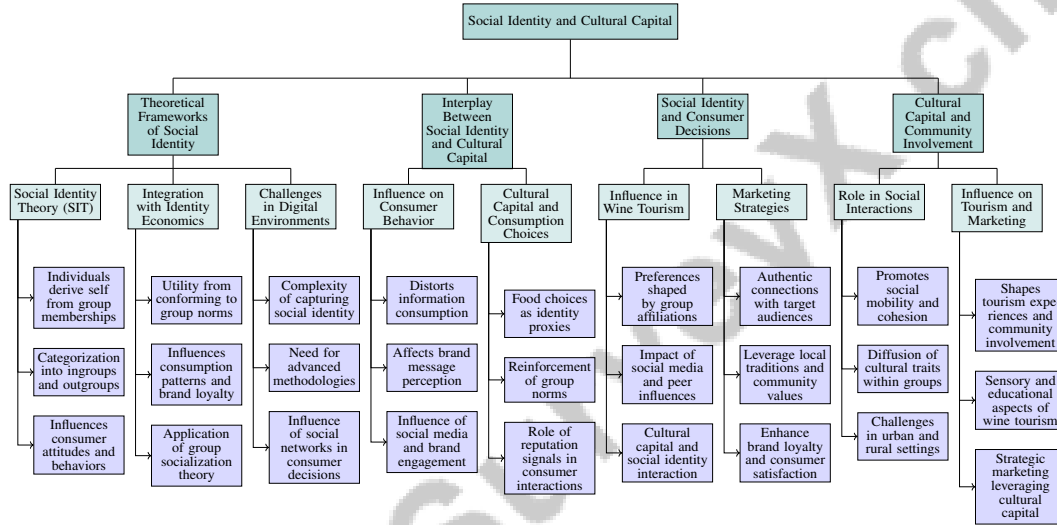 Social Identity and Cultural Capital
Theoretical
Frameworks
of Social
Identity
Interplay
Between
Social Identity
and Cultural
Capital
Social Identity
and Consumer
Decisions
Cultural
Capital and
Community
Involvement
Social Identity
Theory (SIT)
Integration
with Identity
Economics
Challenges
in Digital
Environments
Influence on
Consumer
Behavior
Cultural
Capital and
Consumption
Choices
Influence in
Wine Tourism
Marketing
Strategies
Role in Social
Interactions
Influence on
Tourism and
Marketing
Individuals
derive self
from group
memberships
Categorization
into ingroups
and outgroups
Influences
consumer
attitudes and
behaviors
Utility from
conforming to
group norms
Influences
consumption
patterns and
brand loyalty
Application
of group
socialization
theory
Complexity
of capturing
social identity
Need for
advanced
methodologies
Influence
of social
networks in
consumer
decisions
Distorts
information
consumption
Affects brand
message
perception
Influence of
social media
and brand
engagement
Food choices
as identity
proxies
Reinforcement
of group
norms
Role of
reputation
signals in
consumer
interactions
Preferences
shaped
by group
affiliations
Impact of
social media
and peer
influences
Cultural
capital and
social identity
interaction
Authentic
connections
with target
audiences
Leverage local
traditions and
community
values
Enhance
brand loyalty
and consumer
satisfaction
Promotes
social
mobility and
cohesion
Diffusion of
cultural traits
within groups
Challenges
in urban and
rural settings
Shapes
tourism expe-
riences and
community
involvement
Sensory and
educational
aspects of
wine tourism
Strategic
marketing
leveraging
cultural
capital